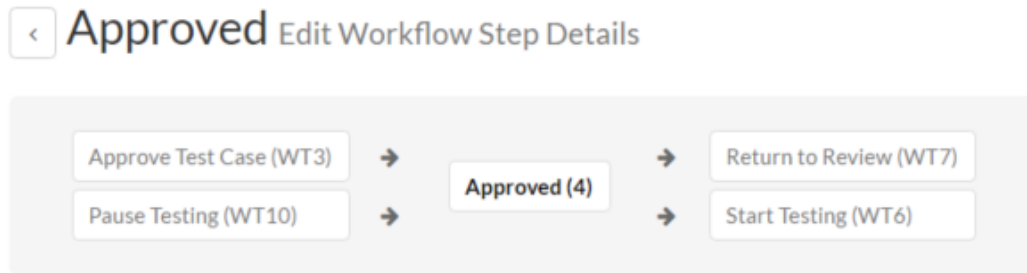 Approved Edit Workflow Step Details
Approve Test Case (WT3)
Pause Testing (WT10)
Approved (4)
Return to Review (WT7)
Start Testing (WT6)